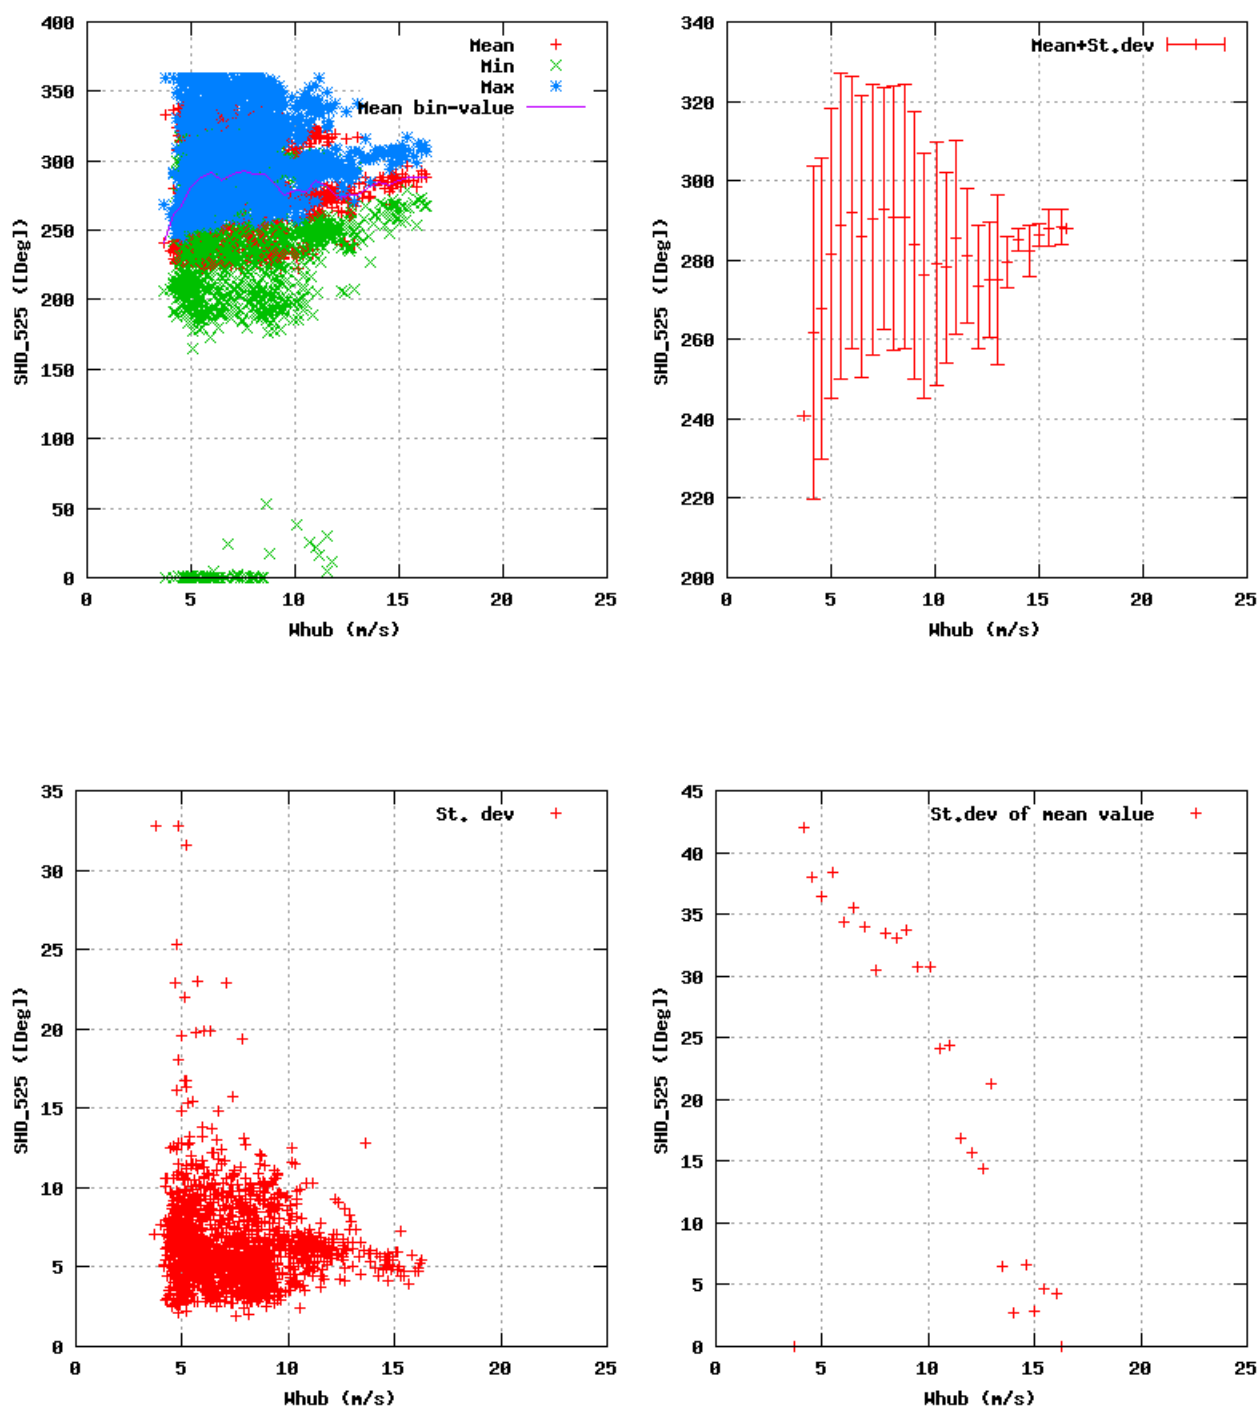 400
350
300
250
200
150
100
50
0
SHD_525 ([Deg])
Mean
Min
Max
Mean bin-value
0 5 10 15 20 25
Whub (m/s)
340
320
300
280
260
240
220
200
SHD_525 ([Deg])
Mean+St.dev
0 5 10 15 20 25
Whub (m/s)
35
30
25
20
15
10
5
0
SHD_525 ([Deg])
St. dev
0 5 10 15 20 25
Whub (m/s)
45
40
35
30
25
20
15
10
5
0
SHD_525 ([Deg])
St.dev of mean value
0 5 10 15 20 25
Whub (m/s)